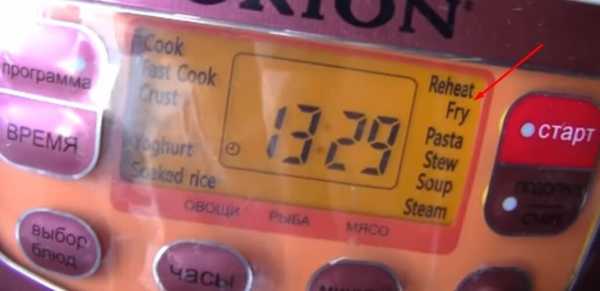 ORION
программа
ВРЕМЯ
выбор
блюд
Cook
Fast Cook
Crust
Yoghurt
Soaked rice
13:29
Reheat
Fry
Pasta
Stew
Soup
Steam
ОВОЩИ РЫБА МЯСО
старт
часы